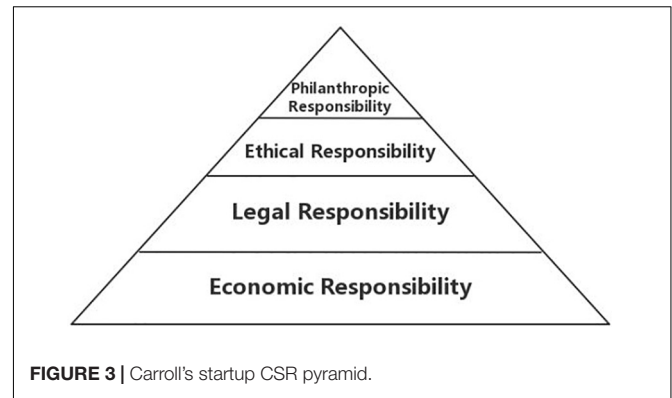 Philanthropic
Responsibility
Ethical Responsibility
Legal Responsibility
Economic Responsibility
FIGURE 3 | Carroll’s startup CSR pyramid.